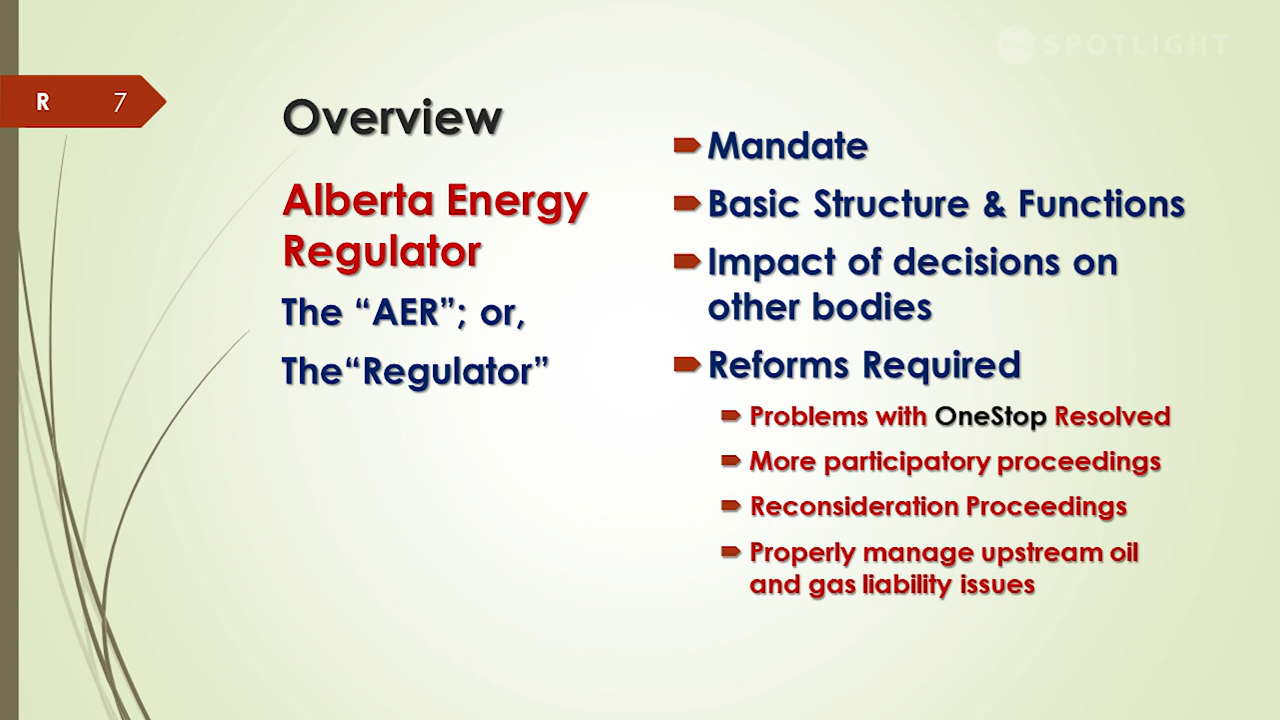 SPOTLIGHT
R 7
Overview
Alberta Energy
Regulator
The “AER”; or,
The“Regulator”
Mandate
Basic Structure & Functions
Impact of decisions on
other bodies
Reforms Required
Problems with OneStop Resolved
More participatory proceedings
Reconsideration Proceedings
Properly manage upstream oil
and gas liability issues